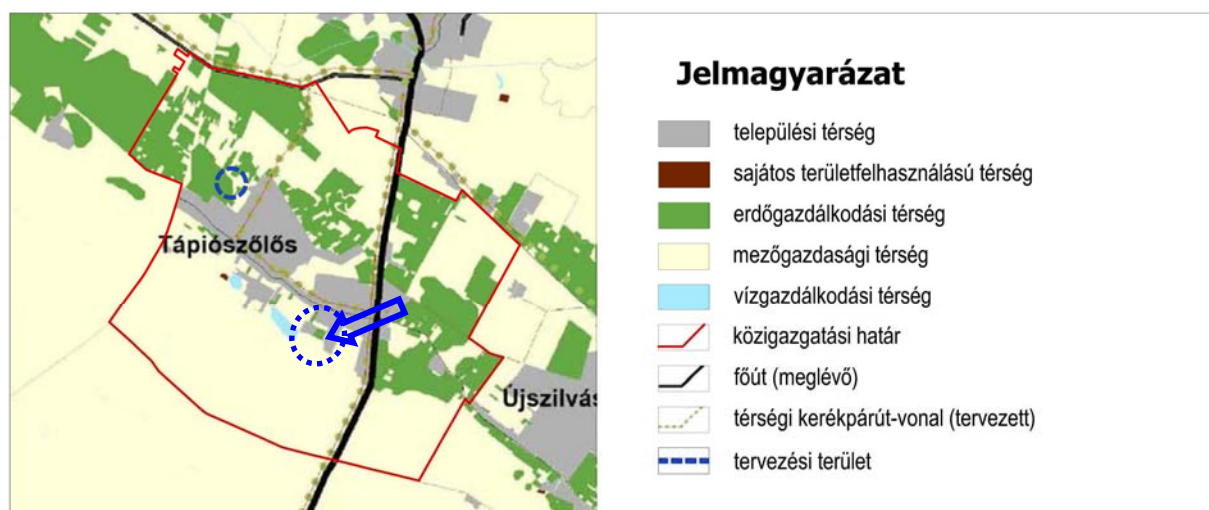 Tápiószőlős
Újszilvás
Jelmagyarázat
települési térség
sajátos területfelhasználású térség
erdőgazdálkodási térség
mezőgazdasági térség
vízgazdálkodási térség
közigazgatási határ
főút (meglévő)
térségi kerékpárút-vonal (tervezett)
tervezési terület